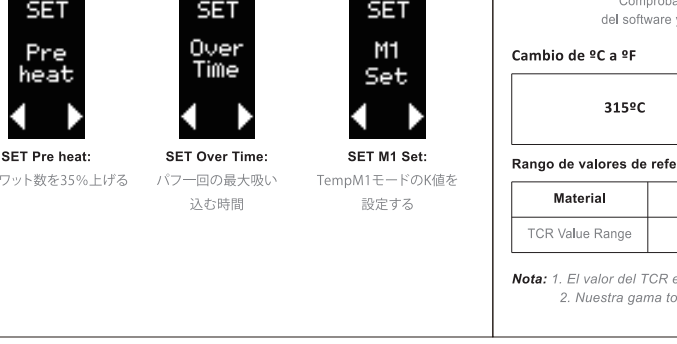 SET
Pre
heat
SET Pre heat:
ワット数を35%上げる
SET
Over
Time
SET Over Time:
パフ一回の最大吸い
込む時間
SET
M1
Set
SET M1 Set:
TempM1モードのK値を
設定する
del software
Cambio de ºC a ºF
315ºC
Rango de valores de
Material
TCR Value Range
Nota: 1. El valor del TCR
2. Nuestra gama